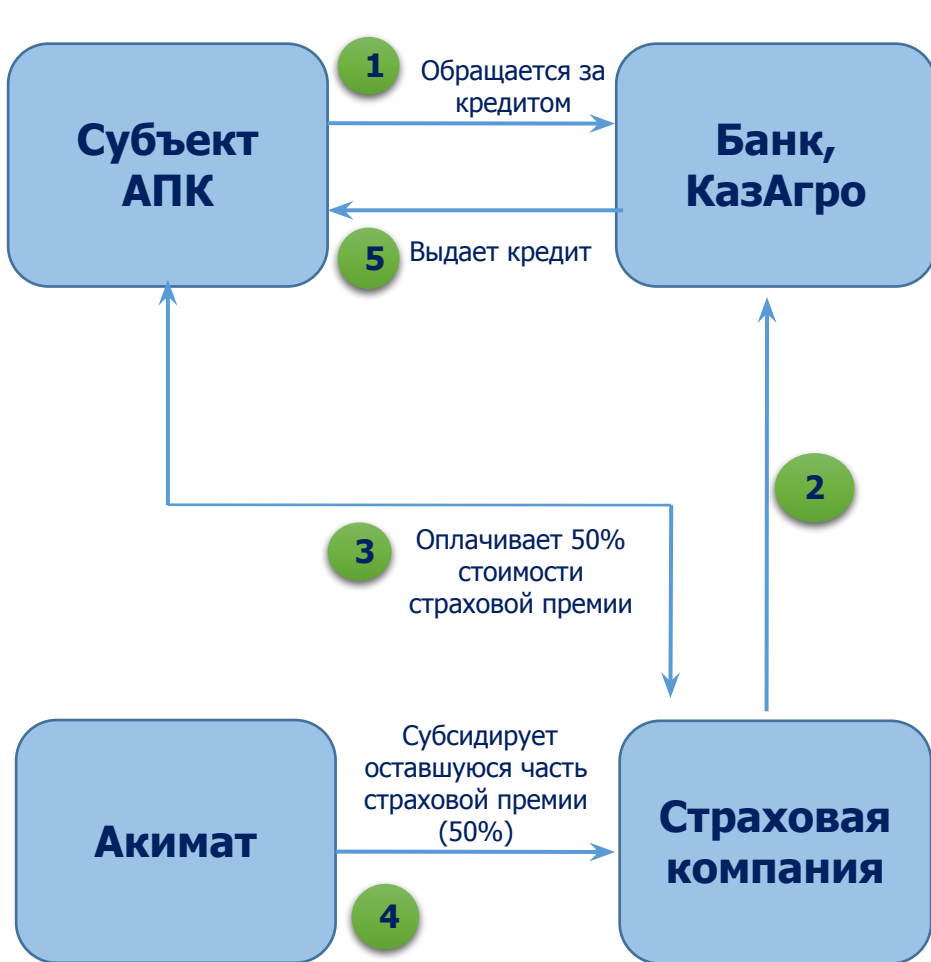 1
Обращается за
кредитом
Субъект
АПК
Банк,
КазАгро
5
Выдает кредит
2
3
Оплачивает 50%
стоимости
страховой премии
Субсидирует
оставшуюся часть
страховой премии
(50%)
Акимат
Страховая
компания
4